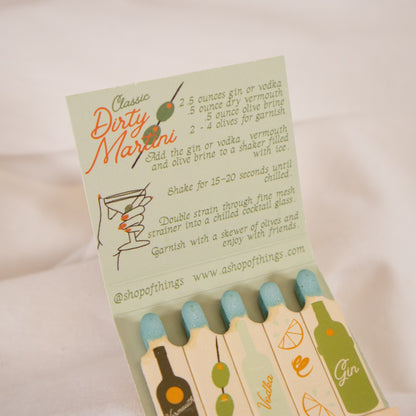 Classic
Dirty
Martini
2.5 ounces gin or vodka
.5 ounce dry vermouth
.5 ounce olive brine
2 - 4 olives for garnish
Add the gin or vodka, vermouth
and olive brine to a shaker filled
with ice.
Shake for 15-20 seconds until
chilled.
Double strain through fine mesh
strainer into a chilled cocktail glass.
Garnish with a skewer of olives and
enjoy with friends.
@shopofthings www.ashopofthings.com
Vermouth
Vodka
Gin